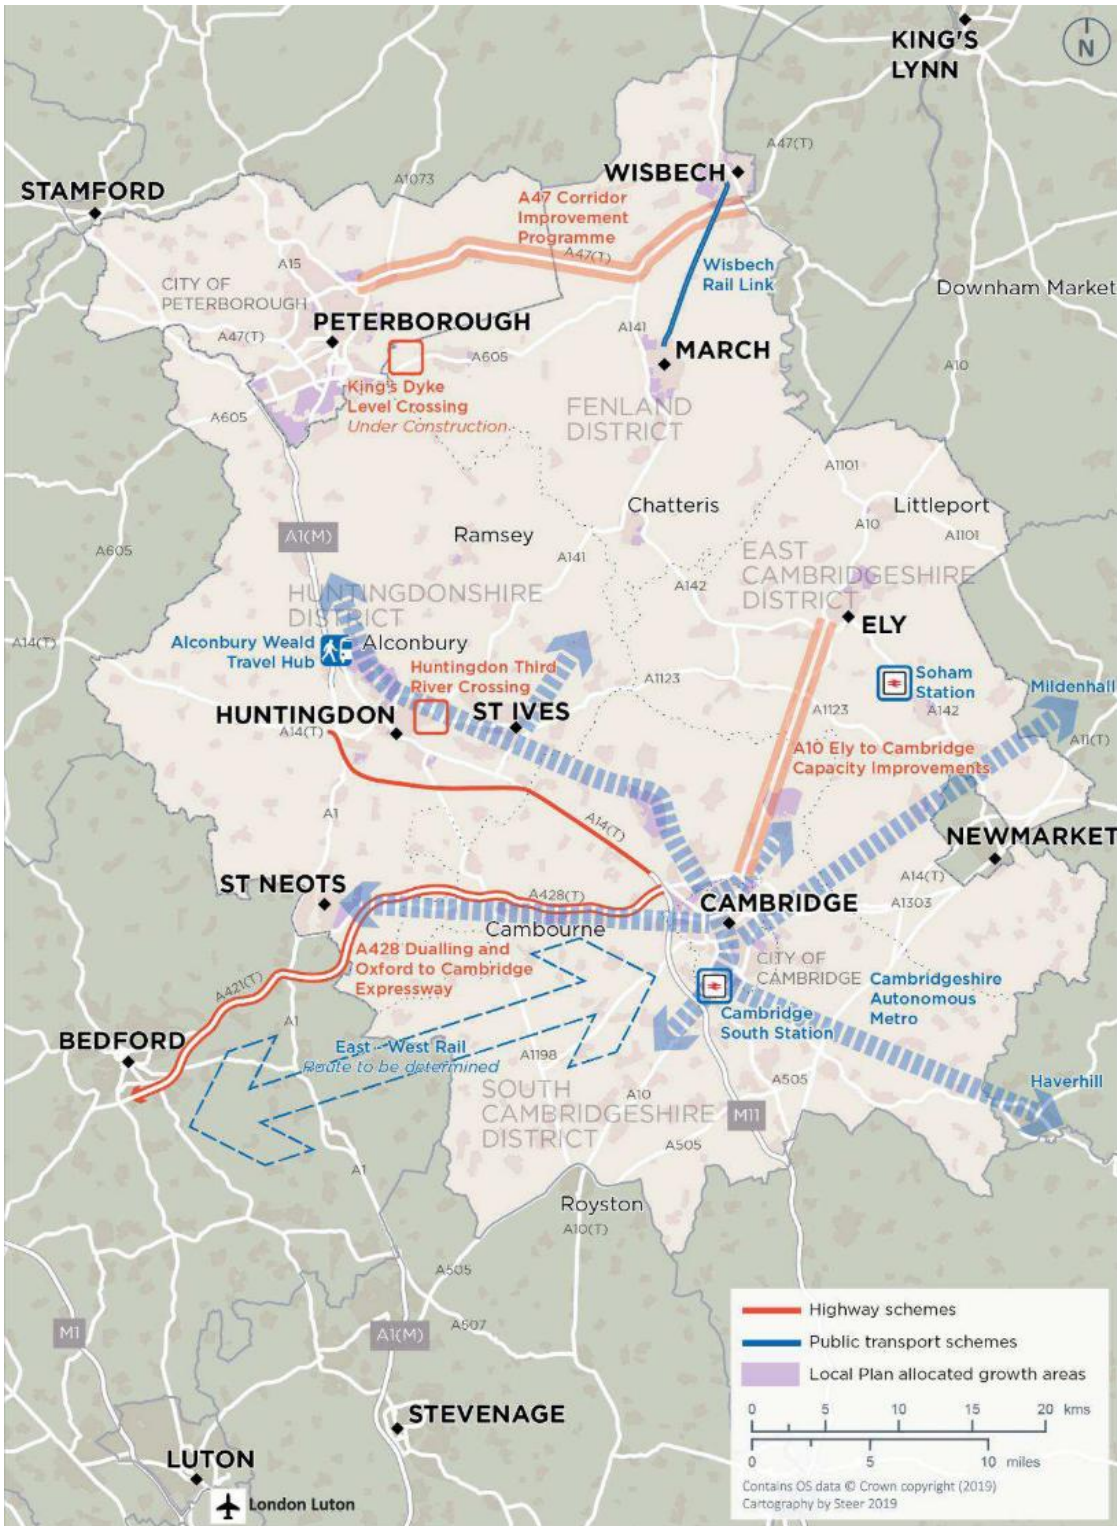 N
KING'S
LYNN
A47(T)
WISBECH
STAMFORD
A1073
A47 Corridor
Improvement
Programme
A47(T)
A15
Wisbech
Rail Link
CITY OF
PETERBOROUGH
Downham Market
PETERBOROUGH
A141
A47(T)
MARCH
A605
A10
King's Dyke
Level Crossing
Under Construction
FENLAND
DISTRICT
A605
A1101
Chatteris
Littleport
A10
A1(M)
Ramsey
A1101
A605
A141
EAST
CAMBRIDGESHIRE
DISTRICT
A142
HUNTINGDONSHIRE
DISTRICT
ELY
A14(T)
Alconbury Weald
Travel Hub
Alconbury
Huntingdon Third
River Crossing
Soham
Station
A1123
Mildenhall
HUNTINGDON
ST IVES
A142
A14(T)
A1123
A11(T)
A10 Ely to Cambridge
Capacity Improvements
A1
A14(T)
NEWMARKET
ST NEOTS
A14(T)
A428(T)
CAMBRIDGE
A1303
Cambourne
A428 Dualling and
Oxford to Cambridge
Expressway
CITY OF
CAMBRIDGE
Cambridgeshire
Autonomous
Metro
A421(T)
A1
Cambridge
South Station
BEDFORD
East - West Rail
Route to be determined
A1198
A505
Haverhill
SOUTH
CAMBRIDGESHIRE
DISTRICT
A10
M11
A505
A1
Royston
A10(T)
A505
M1
A507
A1(M)
Highway schemes
Public transport schemes
Local Plan allocated growth areas
0 5 10 15 20 kms
0 5 10 miles
STEVENAGE
LUTON
London Luton
Contains OS data © Crown copyright (2019)
Cartography by Steer 2019